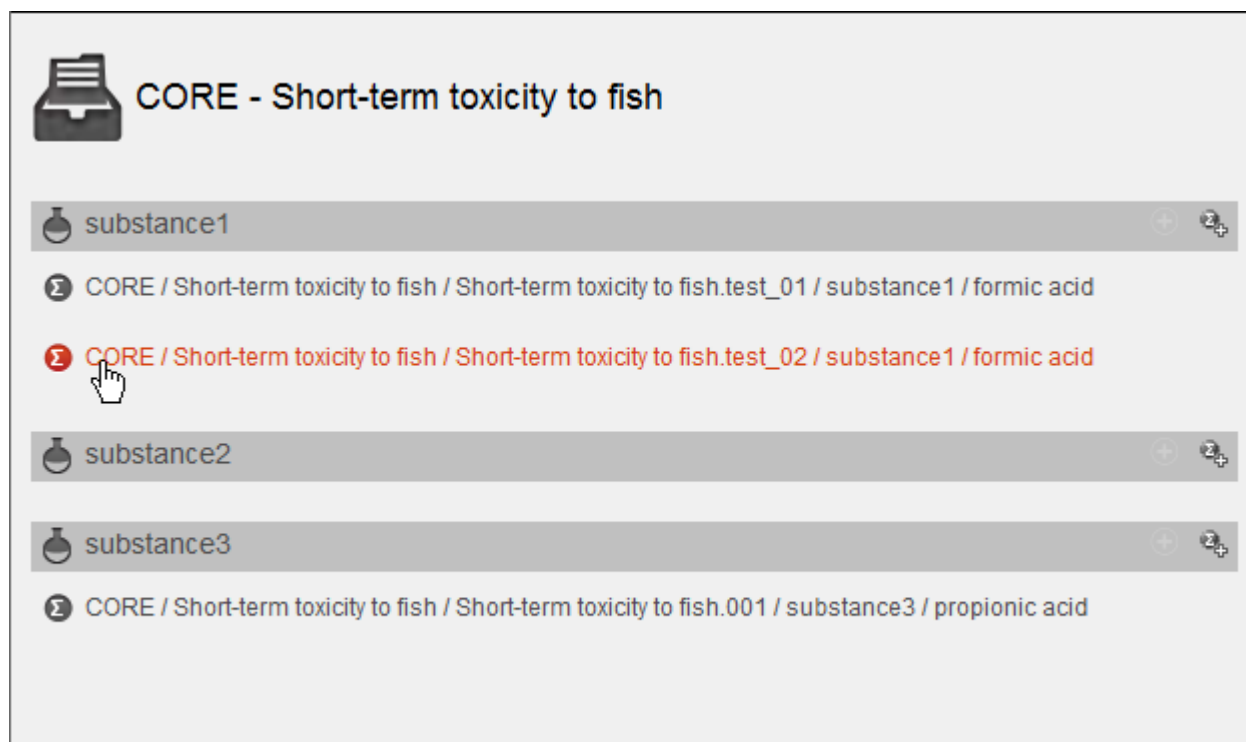 CORE - Short-term toxicity to fish
substance1
CORE / Short-term toxicity to fish / Short-term toxicity to fish.test_01 / substance1 / formic acid
CORE / Short-term toxicity to fish / Short-term toxicity to fish.test_02 / substance1 / formic acid
substance2
substance3
CORE / Short-term toxicity to fish / Short-term toxicity to fish.001 / substance3 / propionic acid